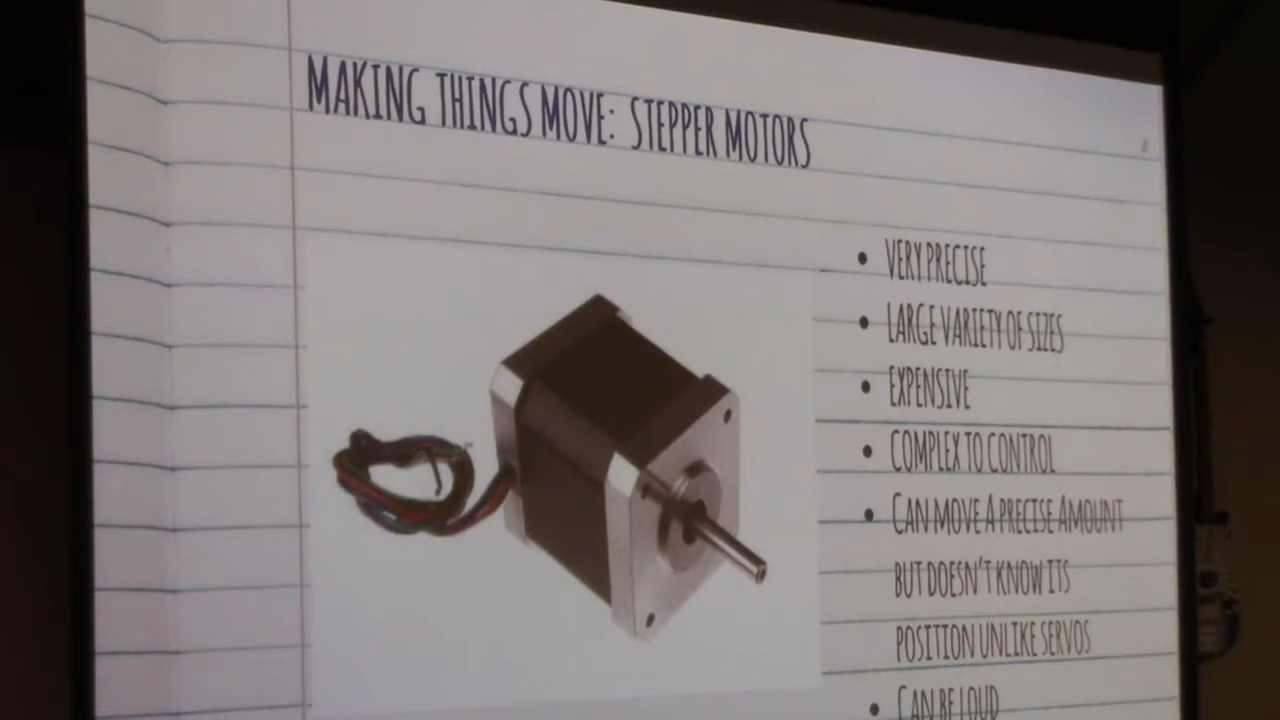 MAKING THINGS MOVE: STEPPER MOTORS
• VERY PRECISE
• LARGE VARIETY OF SIZES
• EXPENSIVE
• COMPLEX TO CONTROL
• CAN MOVE A PRECISE AMOUNT
BUT DOESN'T KNOW ITS
POSITION UNLIKE SERVOS
• CAN BE LOUD